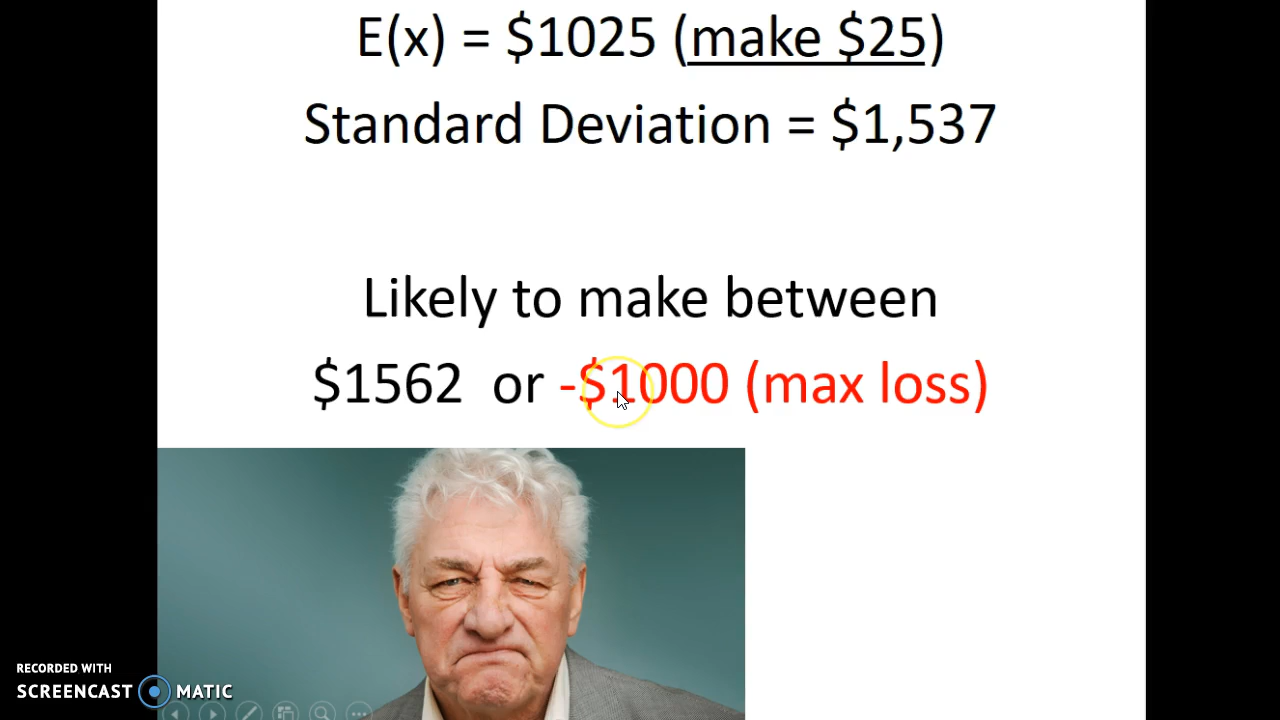 E(x) = $1025 (make $25)
Standard Deviation = $1,537
Likely to make between
$1562 or -$1000 (max loss)
RECORDED WITH
SCREENCAST MATIC